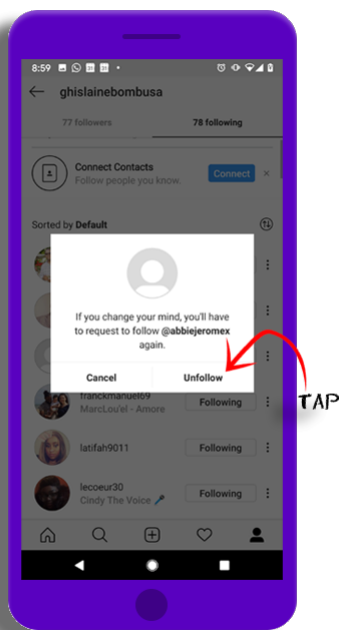 8:59
ghislainebombusa
77 followers
78 following
Connect Contacts
Follow people you know.
Connect
Sorted by Default
If you change your mind, you'll have
to request to follow @abbiejeromex
again.
Cancel
Unfollow
TAP
franckmanuel69
MarcLou'el - Amore
Following
latifah9011
lecoeur30
Cindy The Voice 🎤
Following